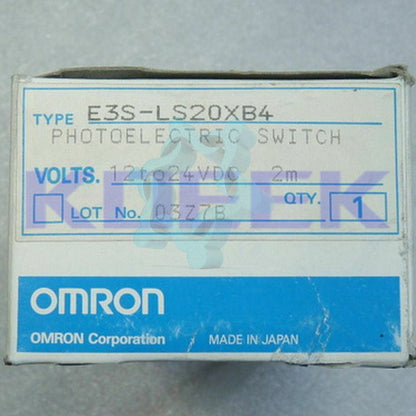 TYPE E3S-LS20XB4
PHOTOELECTRIC SWITCH
VOLTS. 12to24VDC 2m
LOT No. 03Z7B QTY. 1
OMRON
OMRON Corporation MADE IN JAPAN